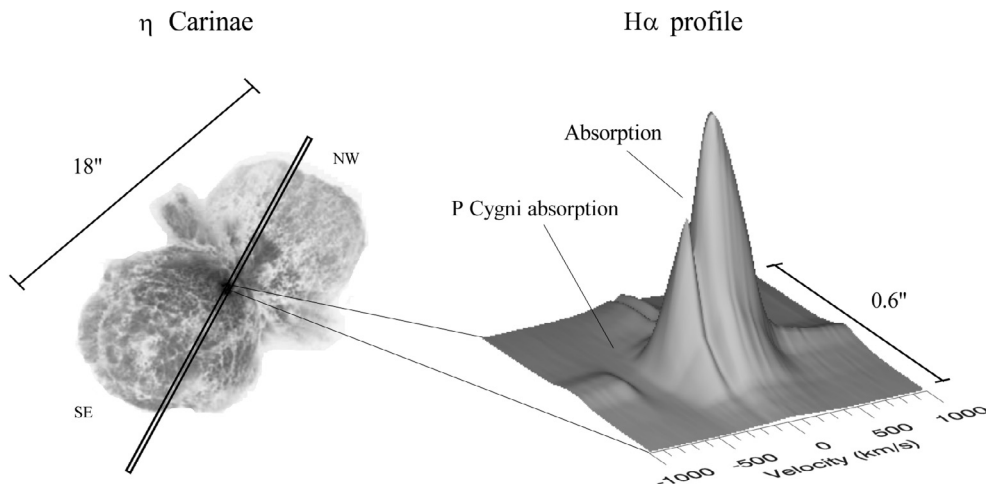 η Carinae
Hα profile
18"
NW
SE
Absorption
P Cygni absorption
0.6"
-1000
-500
0
500
1000
Velocity (km/s)